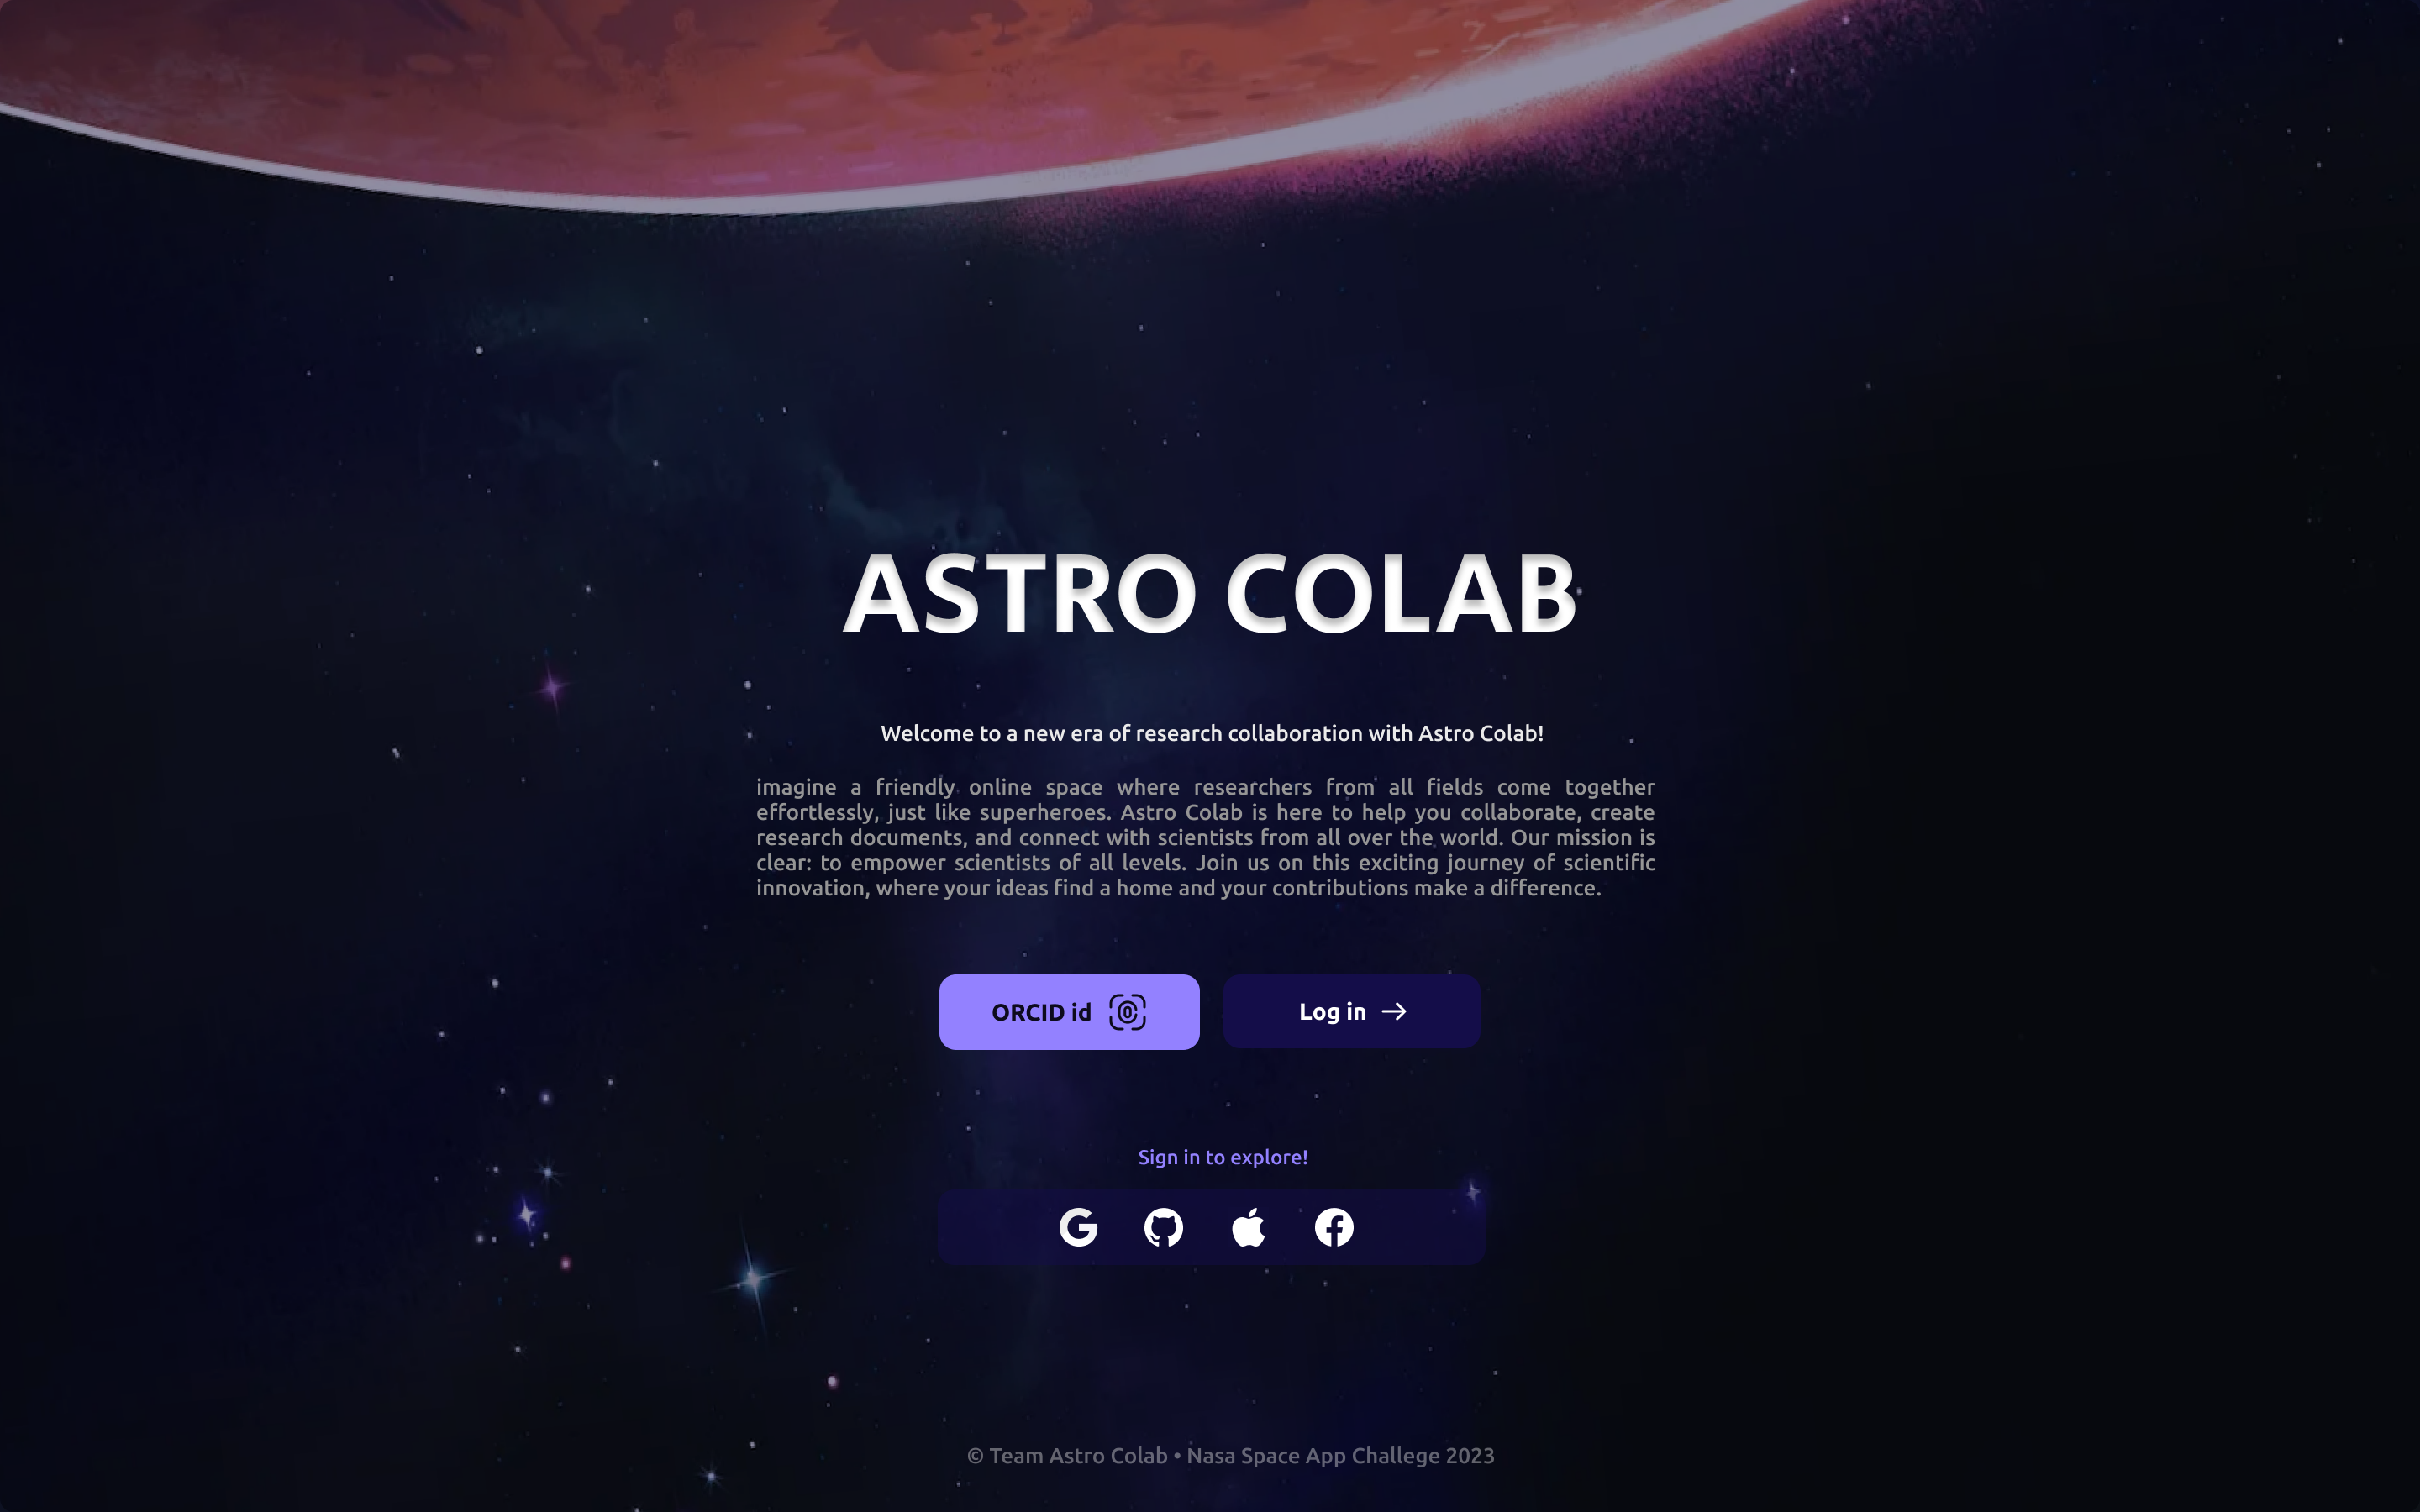 ASTRO COLAB
Welcome to a new era of research collaboration with Astro Colab!
imagine a friendly online space where researchers from all fields come together
effortlessly, just like superheroes. Astro Colab is here to help you collaborate, create
research documents, and connect with scientists from all over the world. Our mission is
clear: to empower scientists of all levels. Join us on this exciting journey of scientific
innovation, where your ideas find a home and your contributions make a difference.
ORCID id
Log in →
Sign in to explore!
© Team Astro Colab • Nasa Space App Challege 2023